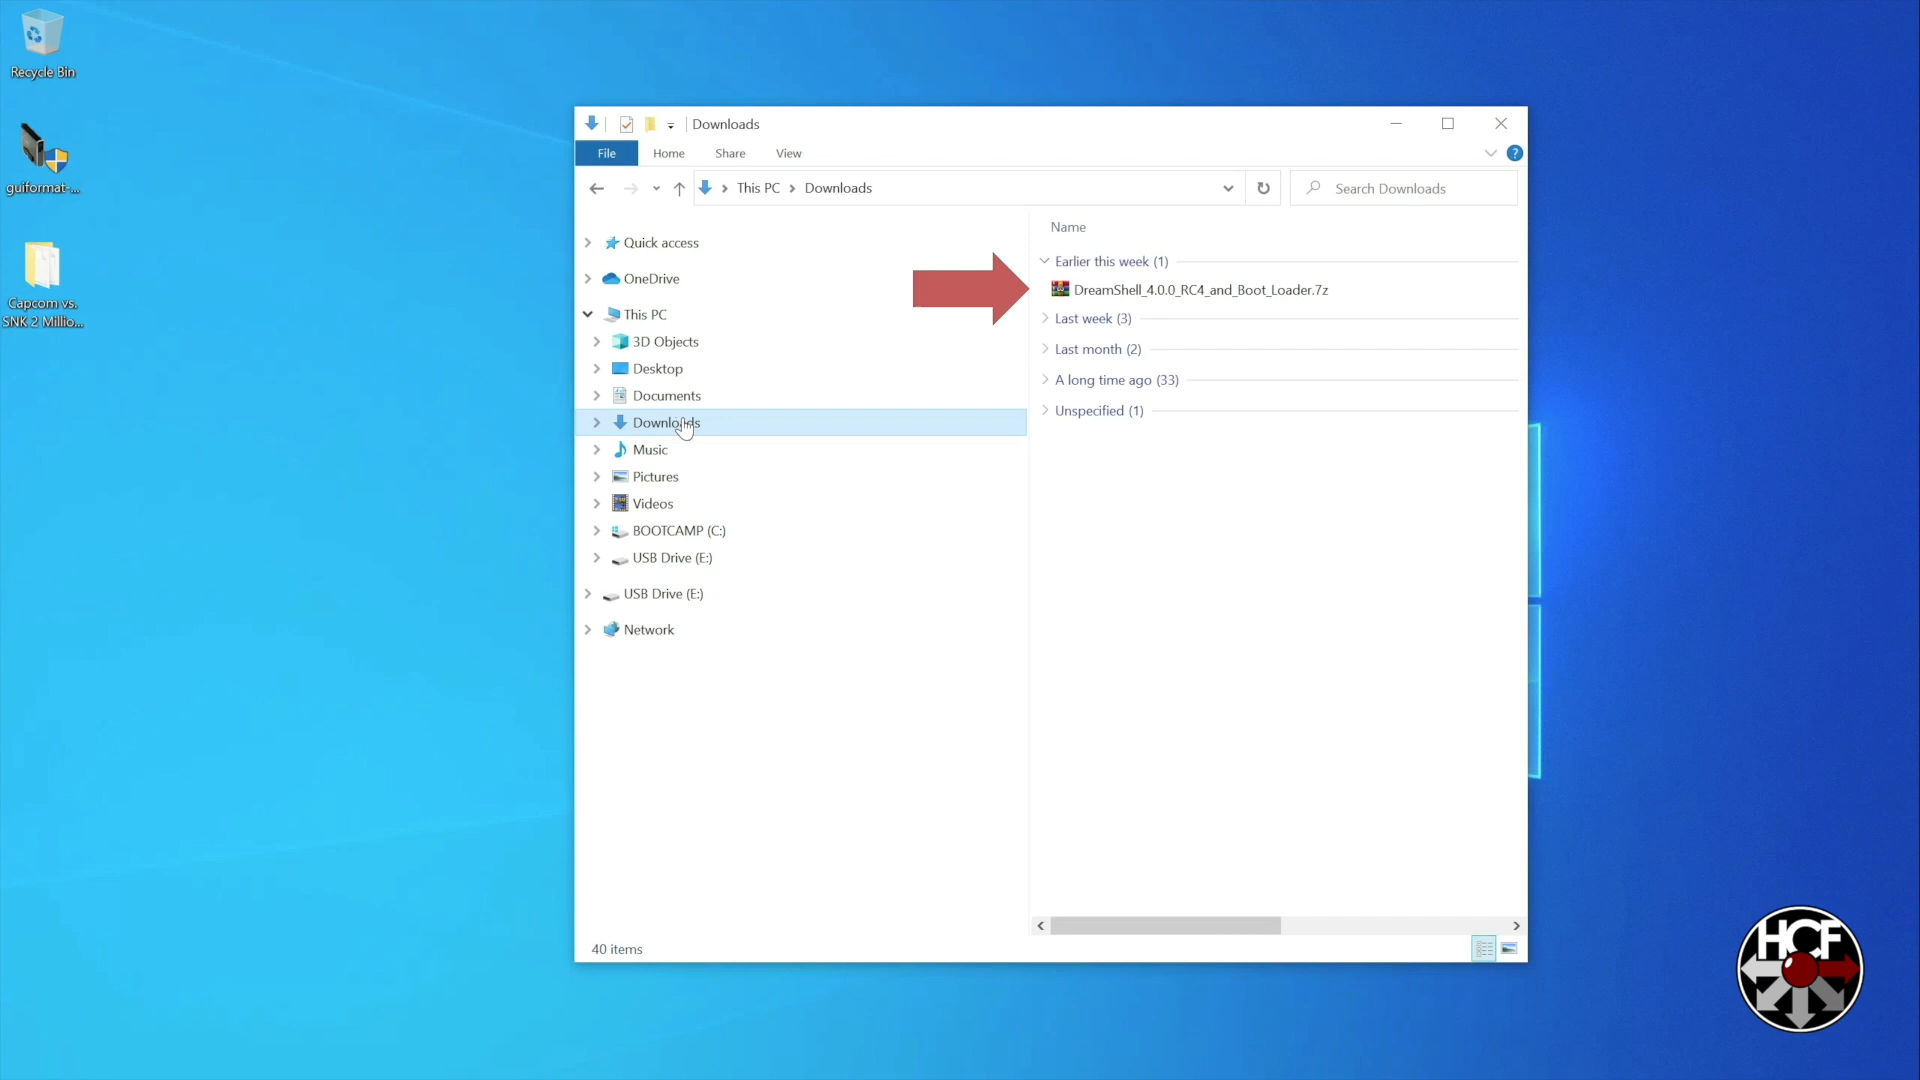 Recycle Bin
guiformat-...
Capcom vs.
SNK 2 Millio...
Downloads
File
Home
Share
View
?
This PC
Downloads
Search Downloads
Quick access
OneDrive
This PC
3D Objects
Desktop
Documents
Downloads
Music
Pictures
Videos
BOOTCAMP (C:)
USB Drive (E:)
USB Drive (E:)
Network
Name
Earlier this week (1)
DreamShell_4.0.0_RC4_and_Boot_Loader.7z
Last week (3)
Last month (2)
A long time ago (33)
Unspecified (1)
40 items
HCF